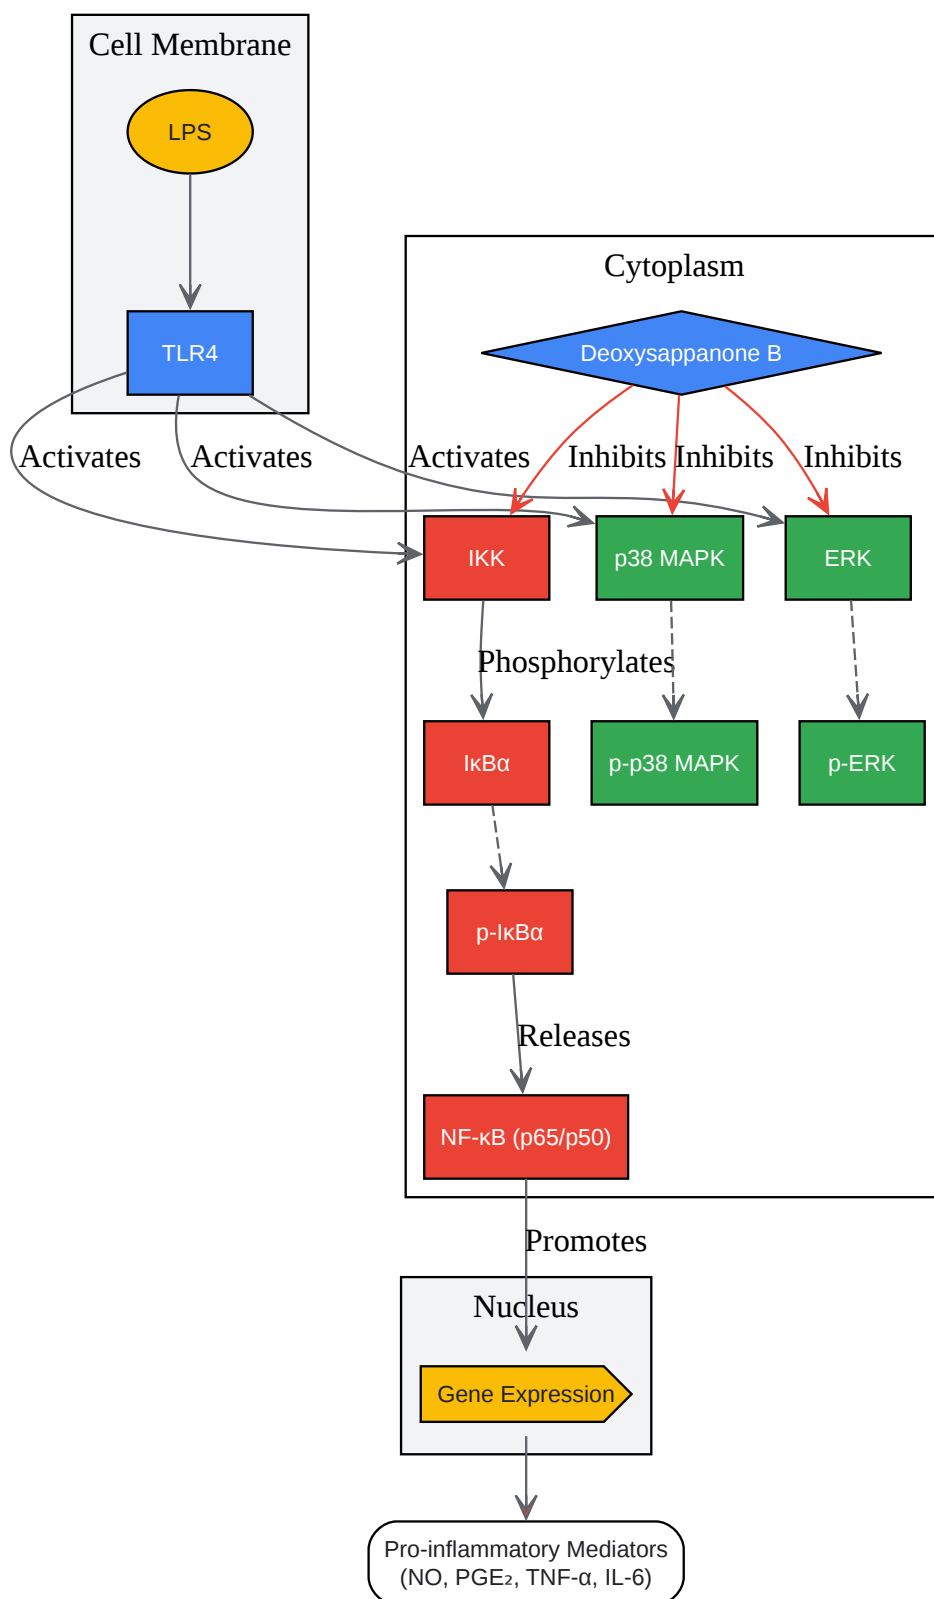 Cell Membrane
LPS
TLR4
Cytoplasm
Deoxysappanone B
Activates
Activates
Activates
Inhibits
Inhibits
Inhibits
IKK
p38 MAPK
ERK
Phosphorylates
IκBα
p-p38 MAPK
p-ERK
p-IκBα
Releases
NF-κB (p65/p50)
Promotes
Nucleus
Gene Expression
Pro-inflammatory Mediators
(NO, PGE₂, TNF-α, IL-6)